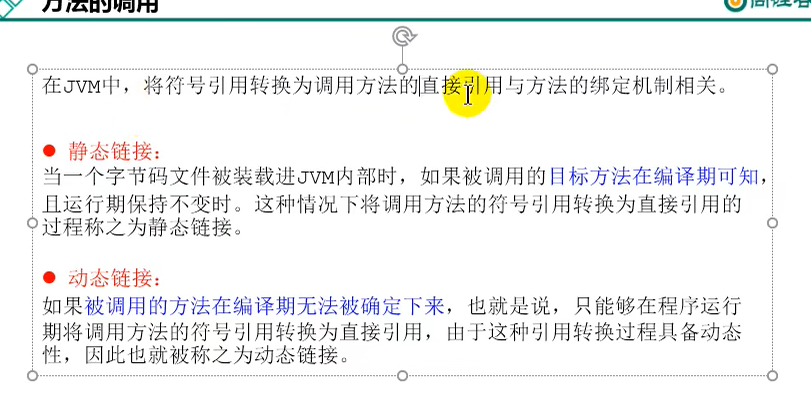 方法的调用
尚硅谷
在JVM中，将符号引用转换为调用方法的直接引用与方法的绑定机制相关。
● 静态链接：
当一个字节码文件被装载进JVM内部时，如果被调用的目标方法在编译期可知，
且运行期保持不变时。这种情况下将调用方法的符号引用转换为直接引用的
过程称之为静态链接。
● 动态链接：
如果被调用的方法在编译期无法被确定下来，也就是说，只能够在程序运行
期将调用方法的符号引用转换为直接引用，由于这种引用转换过程具备动态
性，因此也就被称之为动态链接。